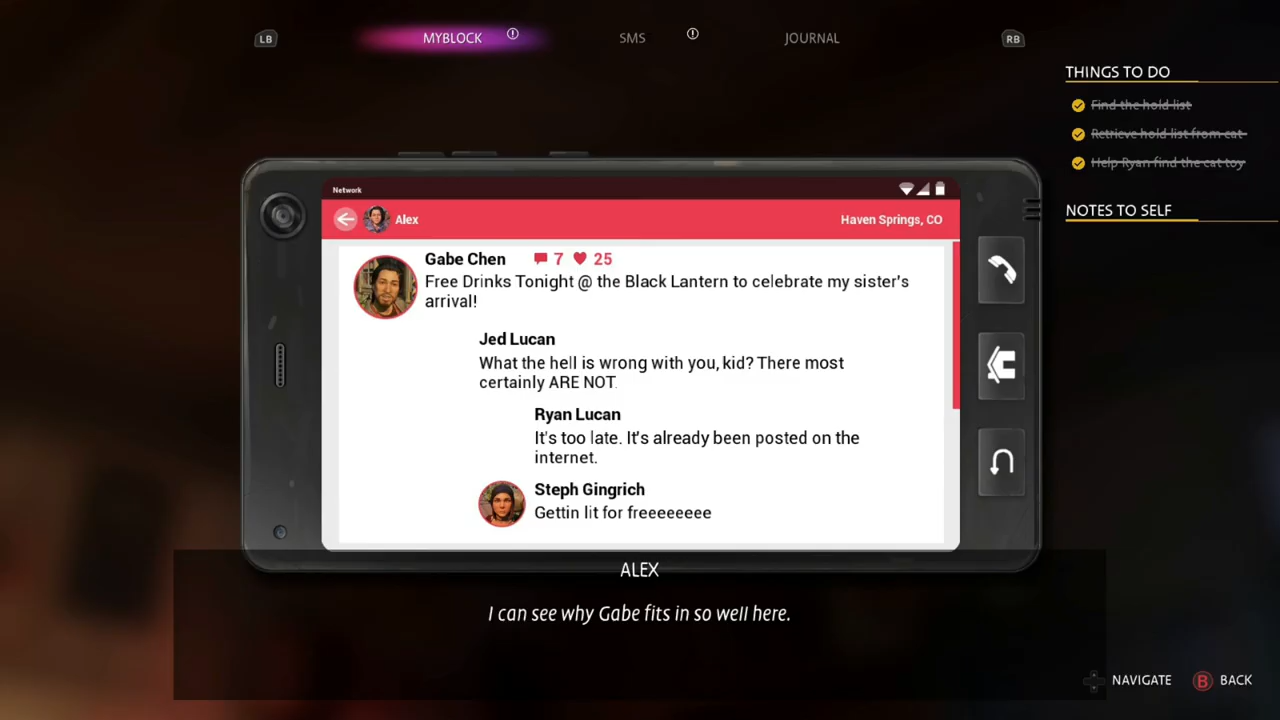 LB
MYBLOCK
SMS
JOURNAL
RB
THINGS TO DO
Find the hold list
Retrieve hold list from cat
Help Ryan find the cat toy
NOTES TO SELF
Network
Alex
Haven Springs, CO
Gabe Chen 7 25
Free Drinks Tonight @ the Black Lantern to celebrate my sister's
arrival!
Jed Lucan
What the hell is wrong with you, kid? There most
certainly ARE NOT.
Ryan Lucan
It's too late. It's already been posted on the
internet.
Steph Gingrich
Gettin lit for freeeeeeee
ALEX
I can see why Gabe fits in so well here.
NAVIGATE
B BACK